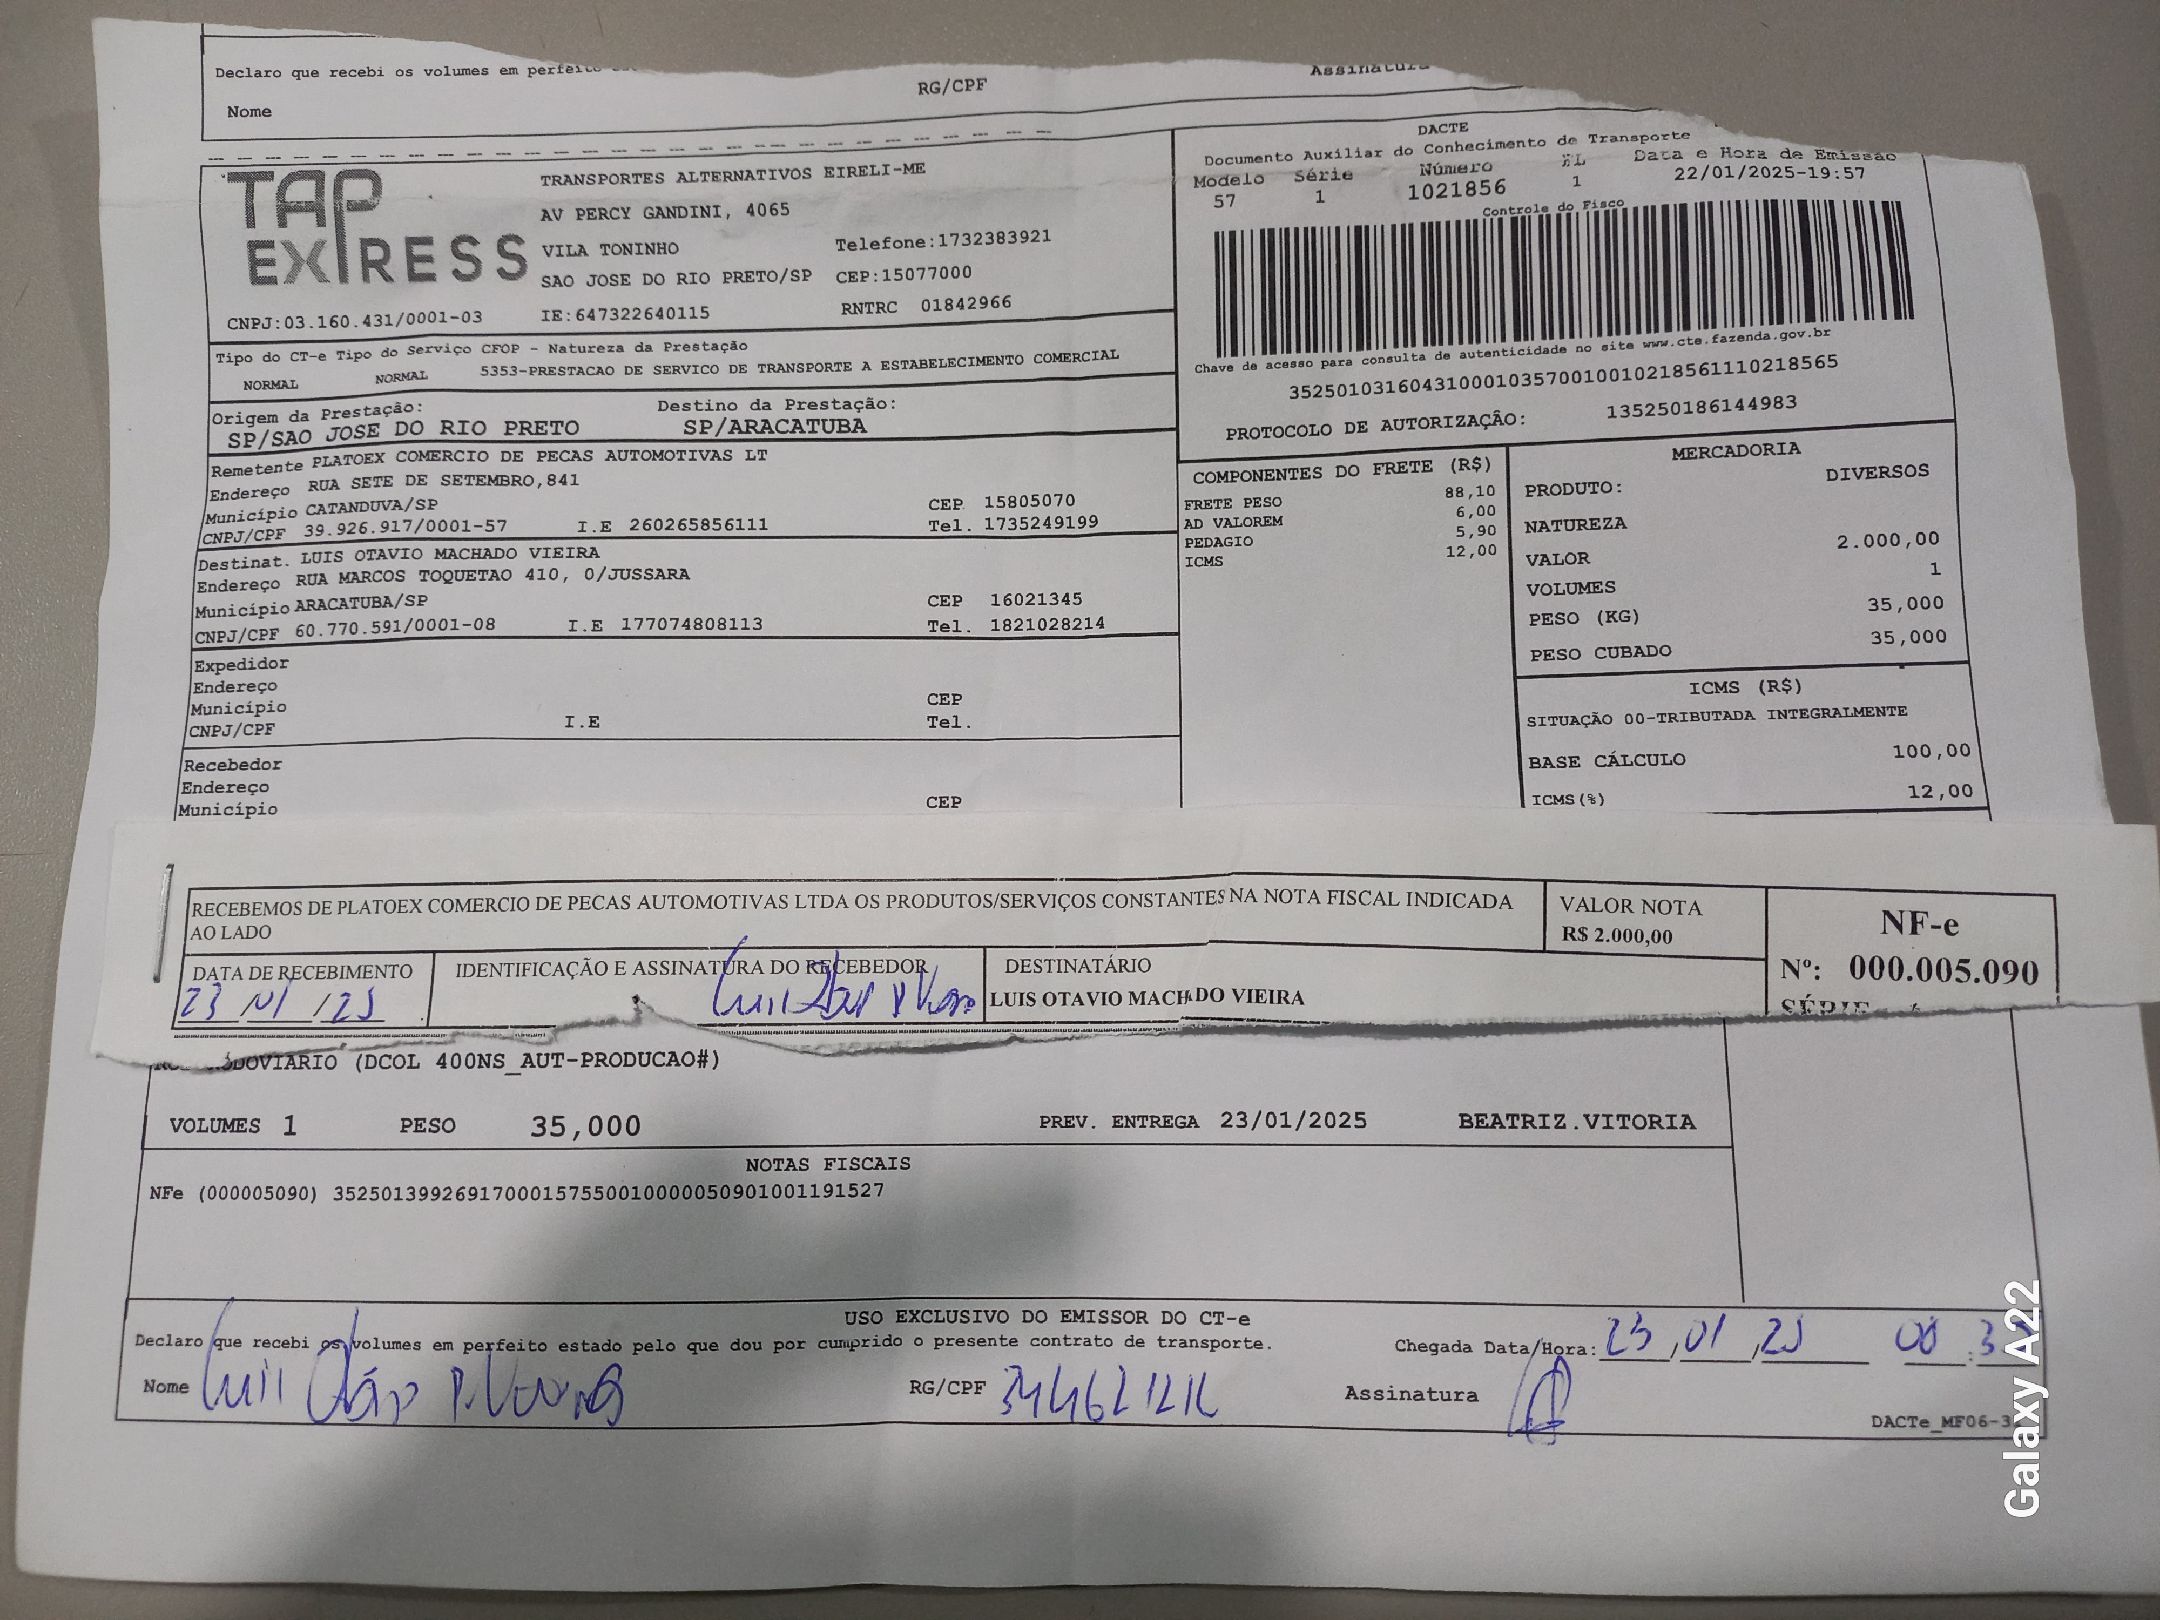 Declaro que recebi os volumes em perfeito
RG/CPF
Assinatura
Nome
TAP EXPRESS
TRANSPORTES ALTERNATIVOS EIRELI-ME
AV PERCY GANDINI, 4065
VILA TONINHO
Telefone:1732383921
SAO JOSE DO RIO PRETO/SP CEP:15077000
CNPJ:03.160.431/0001-03 IE:647322640115 RNTRC 01842966
DACTE
Documento Auxiliar do Conhecimento de Transporte
Modelo Série Número FL Data e Hora de Emissão
57 1 1021856 1 22/01/2025-19:57
Controle do Fisco
Chave de acesso para consulta de autenticidade no site www.cte.fazenda.gov.br
35250103160431000103570010010218561110218565
PROTOCOLO DE AUTORIZAÇÃO: 135250186144983
Tipo do CT-e Tipo do Serviço CFOP - Natureza da Prestação
NORMAL NORMAL 5353-PRESTACAO DE SERVICO DE TRANSPORTE A ESTABELECIMENTO COMERCIAL
Origem da Prestação: Destino da Prestação:
SP/SAO JOSE DO RIO PRETO SP/ARACATUBA
Remetente PLATOEX COMERCIO DE PECAS AUTOMOTIVAS LT
Endereço RUA SETE DE SETEMBRO,841
Município CATANDUVA/SP CEP 15805070
CNPJ/CPF 39.926.917/0001-57 I.E 260265856111 Tel. 1735249199
Destinat. LUIS OTAVIO MACHADO VIEIRA
Endereço RUA MARCOS TOQUETAO 410, 0/JUSSARA
Município ARACATUBA/SP CEP 16021345
CNPJ/CPF 60.770.591/0001-08 I.E 177074808113 Tel. 1821028214
Expedidor
Endereço
Município CEP
CNPJ/CPF I.E Tel.
Recebedor
Endereço
Município CEP
COMPONENTES DO FRETE (R$)
FRETE PESO 88,10
AD VALOREM 6,00
PEDAGIO 5,90
ICMS 12,00
MERCADORIA
PRODUTO: DIVERSOS
NATUREZA
VALOR 2.000,00
VOLUMES 1
PESO (KG) 35,000
PESO CUBADO 35,000
ICMS (R$)
SITUAÇÃO 00-TRIBUTADA INTEGRALMENTE
BASE CÁLCULO 100,00
ICMS(%) 12,00
RECEBEMOS DE PLATOEX COMERCIO DE PECAS AUTOMOTIVAS LTDA OS PRODUTOS/SERVIÇOS CONSTANTES NA NOTA FISCAL INDICADA
AO LADO
VALOR NOTA
R$ 2.000,00
NF-e
Nº: 000.005.090
SÉRIE
DATA DE RECEBIMENTO
23/01/25
IDENTIFICAÇÃO E ASSINATURA DO RECEBEDOR
DESTINATÁRIO
LUIS OTAVIO MACHADO VIEIRA
DOVIARIO (DCOL 400NS_AUT-PRODUCAO#)
VOLUMES 1 PESO 35,000 PREV. ENTREGA 23/01/2025 BEATRIZ.VITORIA
NOTAS FISCAIS
NFe (000005090) 35250139926917000157550010000050901001191527
USO EXCLUSIVO DO EMISSOR DO CT-e
Declaro que recebi os volumes em perfeito estado pelo que dou por cumprido o presente contrato de transporte.
Chegada Data/Hora: 23,01,25
Nome Luis Otávio
RG/CPF
Assinatura
DACTe_MF06-3
Galaxy A22